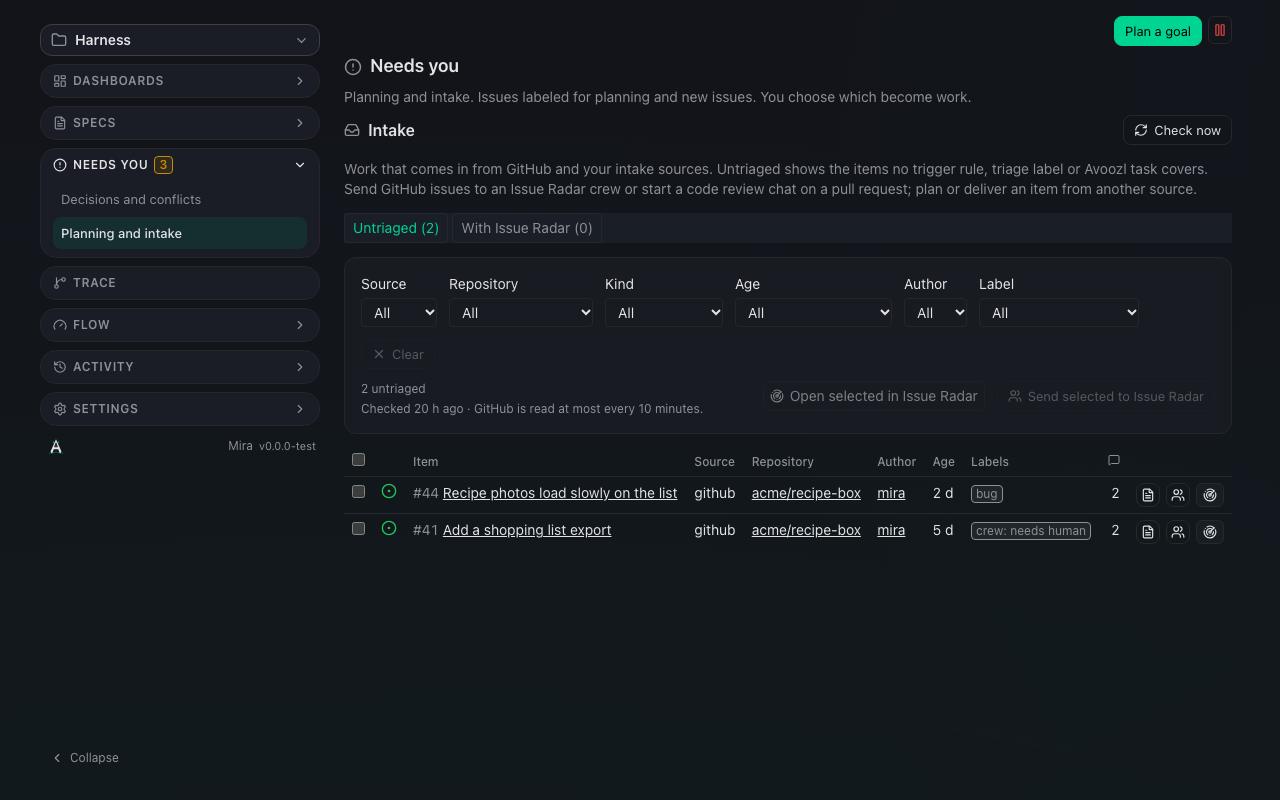 Harness
Plan a goal
DASHBOARDS
SPECS
NEEDS YOU 3
Decisions and conflicts
Planning and intake
TRACE
FLOW
ACTIVITY
SETTINGS
A
Mira v0.0.0-test
Collapse
Needs you
Planning and intake. Issues labeled for planning and new issues. You choose which become work.
Intake
Check now
Work that comes in from GitHub and your intake sources. Untriaged shows the items no trigger rule, triage label or Avoozl task covers.
Send GitHub issues to an Issue Radar crew or start a code review chat on a pull request; plan or deliver an item from another source.
Untriaged (2) With Issue Radar (0)
Source Repository Kind Age Author Label
All All All All All All
Clear
2 untriaged
Checked 20 h ago · GitHub is read at most every 10 minutes.
Open selected in Issue Radar Send selected to Issue Radar
Item Source Repository Author Age Labels
#44 Recipe photos load slowly on the list github acme/recipe-box mira 2 d bug 2
#41 Add a shopping list export github acme/recipe-box mira 5 d crew: needs human 2